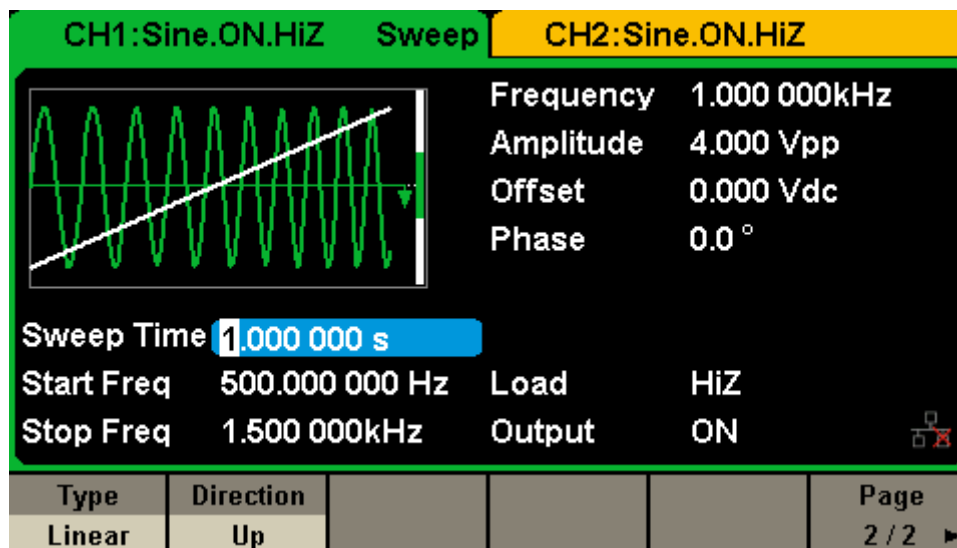 CH1:Sine.ON.HiZ Sweep CH2:Sine.ON.HiZ
Frequency 1.000 000kHz
Amplitude 4.000 Vpp
Offset 0.000 Vdc
Phase 0.0 °
Sweep Time 1.000 000 s
Start Freq 500.000 000 Hz Load HiZ
Stop Freq 1.500 000kHz Output ON
Type Direction Page
Linear Up 2 / 2 ►